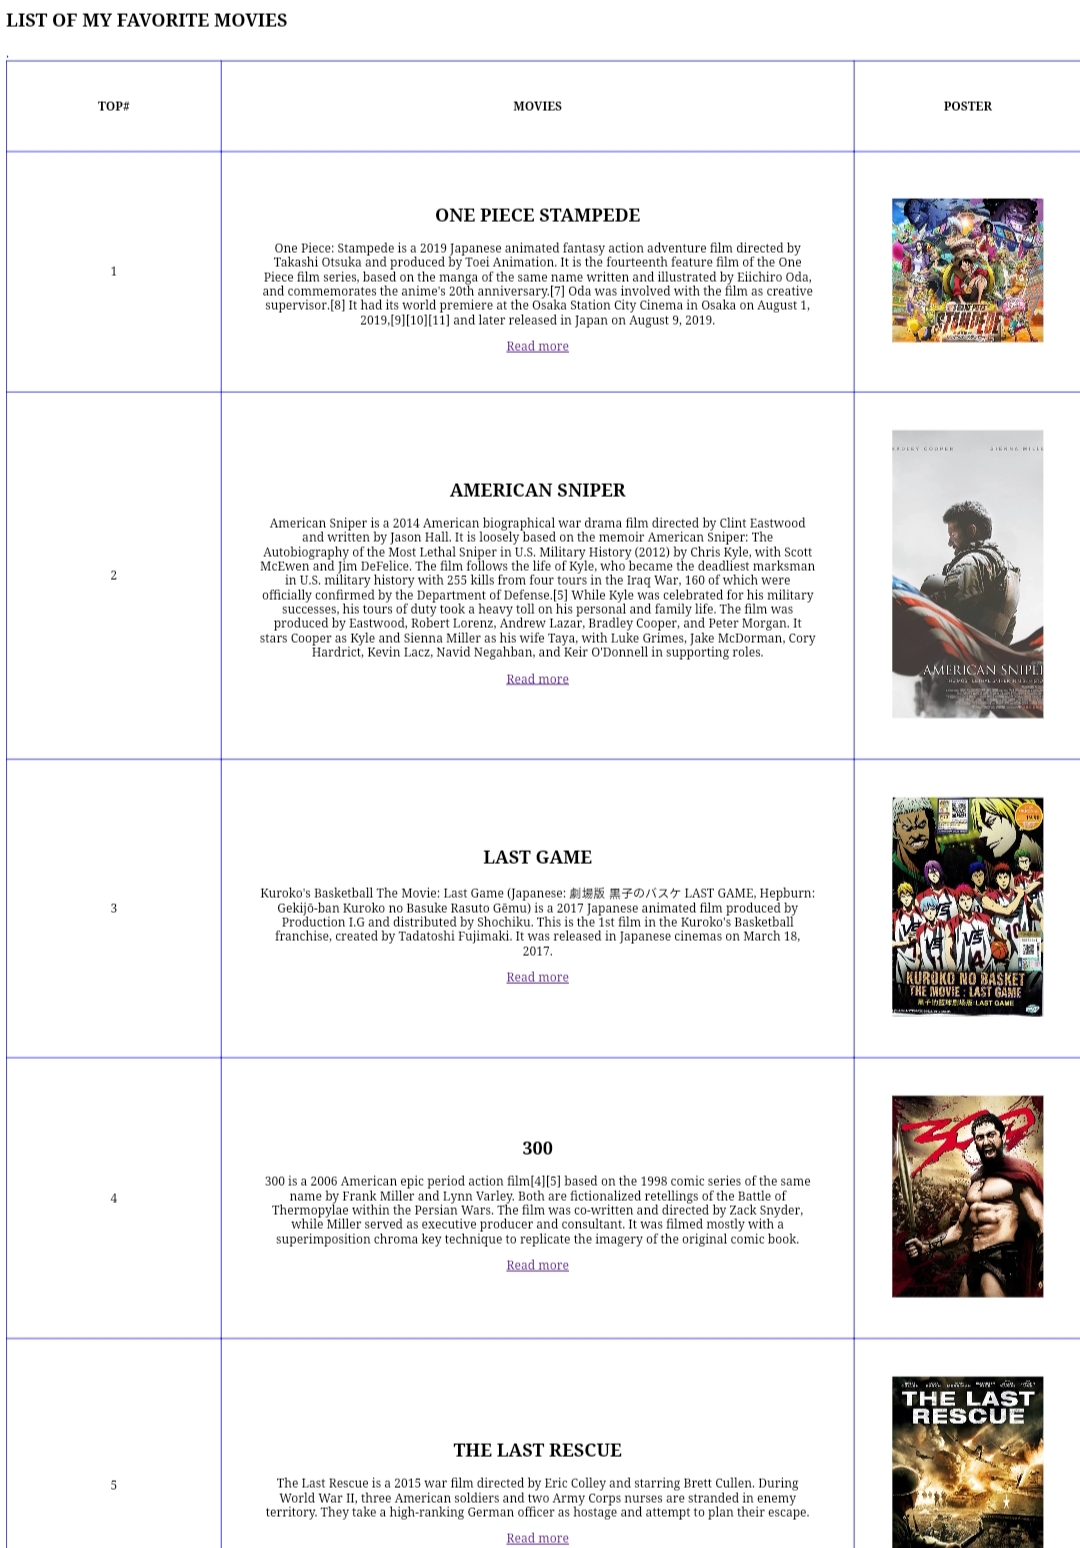 LIST OF MY FAVORITE MOVIES
.
TOP#
MOVIES
POSTER
1
ONE PIECE STAMPEDE
One Piece: Stampede is a 2019 Japanese animated fantasy action adventure film directed by
Takashi Otsuka and produced by Toei Animation. It is the fourteenth feature film of the One
Piece film series, based on the manga of the same name written and illustrated by Eiichiro Oda,
and commemorates the anime's 20th anniversary.[7] Oda was involved with the film as creative
supervisor.[8] It had its world premiere at the Osaka Station City Cinema in Osaka on August 1,
2019,[9][10][11] and later released in Japan on August 9, 2019.
Read more
STAMPEDE
2
AMERICAN SNIPER
American Sniper is a 2014 American biographical war drama film directed by Clint Eastwood
and written by Jason Hall. It is loosely based on the memoir American Sniper: The
Autobiography of the Most Lethal Sniper in U.S. Military History (2012) by Chris Kyle, with Scott
McEwen and Jim DeFelice. The film follows the life of Kyle, who became the deadliest marksman
in U.S. military history with 255 kills from four tours in the Iraq War, 160 of which were
officially confirmed by the Department of Defense.[5] While Kyle was celebrated for his military
successes, his tours of duty took a heavy toll on his personal and family life. The film was
produced by Eastwood, Robert Lorenz, Andrew Lazar, Bradley Cooper, and Peter Morgan. It
stars Cooper as Kyle and Sienna Miller as his wife Taya, with Luke Grimes, Jake McDorman, Cory
Hardrict, Kevin Lacz, Navid Negahban, and Keir O'Donnell in supporting roles.
Read more
ADLEY COOPER SIENNA MILLE
AMERICAN SNIPE
3
LAST GAME
Kuroko's Basketball The Movie: Last Game (Japanese: 劇場版 黒子のバスケ LAST GAME, Hepburn:
Gekijō-ban Kuroko no Basuke Rasuto Gēmu) is a 2017 Japanese animated film produced by
Production I.G and distributed by Shochiku. This is the 1st film in the Kuroko's Basketball
franchise, created by Tadatoshi Fujimaki. It was released in Japanese cinemas on March 18,
2017.
Read more
VS
VS
10
4
KUROKO NO BASKET
THE MOVIE : LAST GAME
LAST GAME
4
300
300 is a 2006 American epic period action film[4][5] based on the 1998 comic series of the same
name by Frank Miller and Lynn Varley. Both are fictionalized retellings of the Battle of
Thermopylae within the Persian Wars. The film was co-written and directed by Zack Snyder,
while Miller served as executive producer and consultant. It was filmed mostly with a
superimposition chroma key technique to replicate the imagery of the original comic book.
Read more
300
5
THE LAST RESCUE
The Last Rescue is a 2015 war film directed by Eric Colley and starring Brett Cullen. During
World War II, three American soldiers and two Army Corps nurses are stranded in enemy
territory. They take a high-ranking German officer as hostage and attempt to plan their escape.
Read more
THE LAST
RESCUE